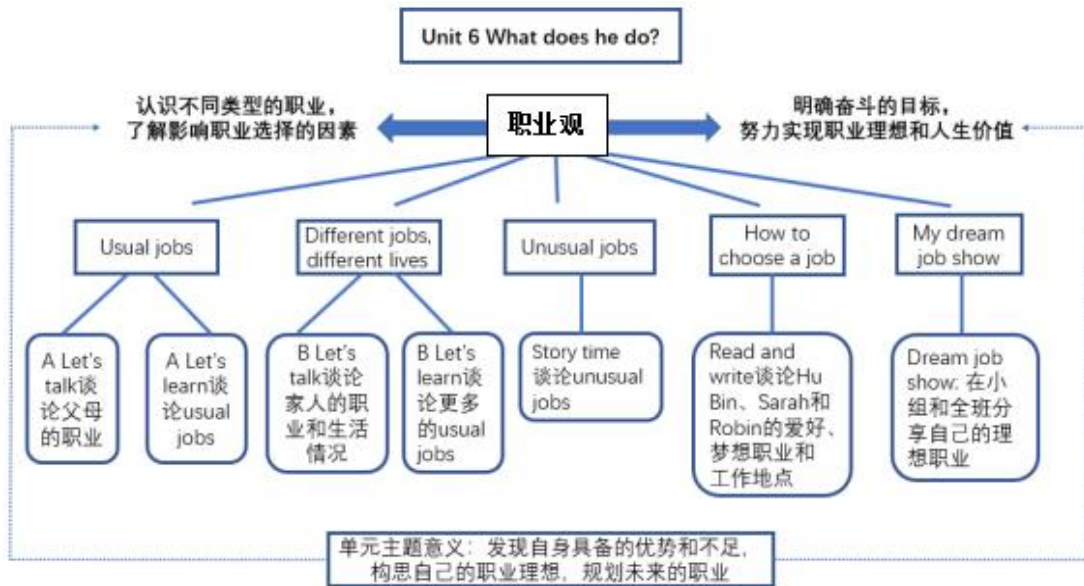 Unit 6 What does he do?
认识不同类型的职业，
了解影响职业选择的因素
职业观
明确奋斗的目标，
努力实现职业理想和人生价值
Usual jobs
Different jobs,
different lives
Unusual jobs
How to
choose a job
My dream
job show
A Let's
talk谈论
论父母
的职业
A Let's
learn谈
论usual
jobs
B Let's
talk谈论
家人的职
业和生活
情况
B Let's
learn谈
论更多
的usual
jobs
Story time
谈论unusual
jobs
Read and
write谈论Hu
Bin、Sarah和
Robin的爱好、
梦想职业和
工作地点
Dream job
show: 在小
组和全班分
享自己的理
想职业
单元主题意义：发现自身具备的优势和不足，
构思自己的职业理想，规划未来的职业